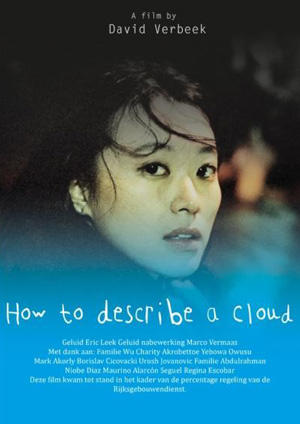 A film by
David Verbeek
How to describe a cloud
Geluid Eric Leek Geluid nabewerking Marco Vermaas
Met dank aan: Familie Wu Charity Akrobettoe Yebowa Owusu
Mark Akorly Borislav Cicovacki Urosh Jovanovic Familie Abdulrahman
Niobe Diaz Maurino Alarcón Seguel Regina Escobar
Deze film kwam tot stand in het kader van de percentage regeling van de
Rijksgebouwendienst.